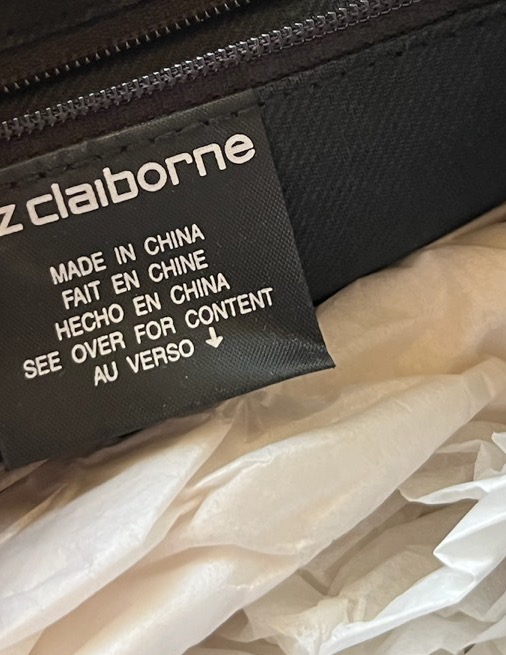 z claiborne
MADE IN CHINA
FAIT EN CHINE
HECHO EN CHINA
SEE OVER FOR CONTENT
AU VERSO ↓